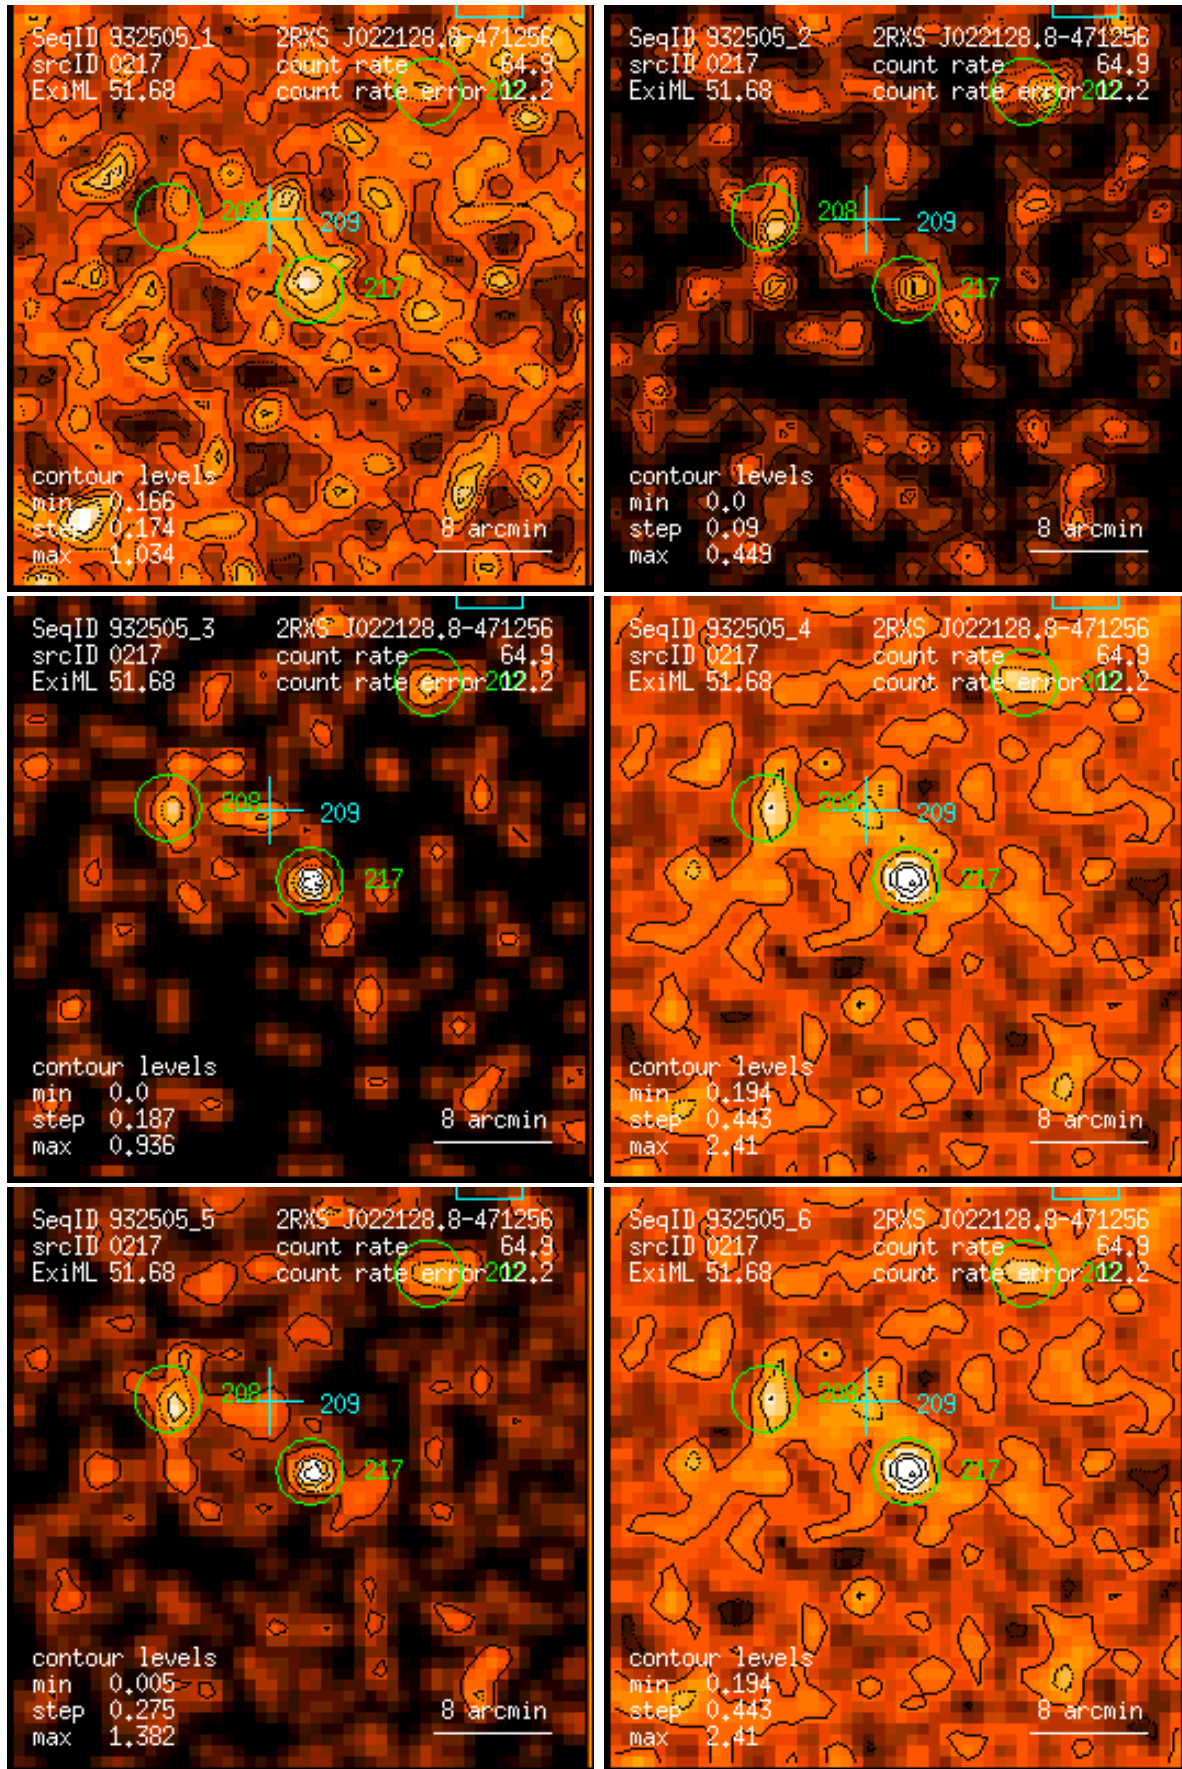 SeqID 932505_1 2RXS J022128.8-471256
srcID 0217 count rate 64.9
ExiML 51.68 count rate error 12.2
202
208
209
217
contour levels
min 0.166
step 0.174
max 1.034
8 arcmin
SeqID 932505_2 2RXS J022128.8-471256
srcID 0217 count rate 64.9
ExiML 51.68 count rate error 12.2
208
209
217
contour levels
min 0.0
step 0.09
max 0.449
8 arcmin
SeqID 932505_3 2RXS J022128.8-471256
srcID 0217 count rate 64.9
ExiML 51.68 count rate error 12.2
208
209
217
contour levels
min 0.0
step 0.187
max 0.936
8 arcmin
SeqID 932505_4 2RXS J022128.8-471256
srcID 0217 count rate 64.9
ExiML 51.68 count rate error 12.2
208
209
217
contour levels
min 0.194
step 0.443
max 2.41
8 arcmin
SeqID 932505_5 2RXS J022128.8-471256
srcID 0217 count rate 64.9
ExiML 51.68 count rate error 12.2
208
209
217
contour levels
min 0.005
step 0.275
max 1.382
8 arcmin
SeqID 932505_6 2RXS J022128.8-471256
srcID 0217 count rate 64.9
ExiML 51.68 count rate error 12.2
208
209
217
contour levels
min 0.194
step 0.443
max 2.41
8 arcmin